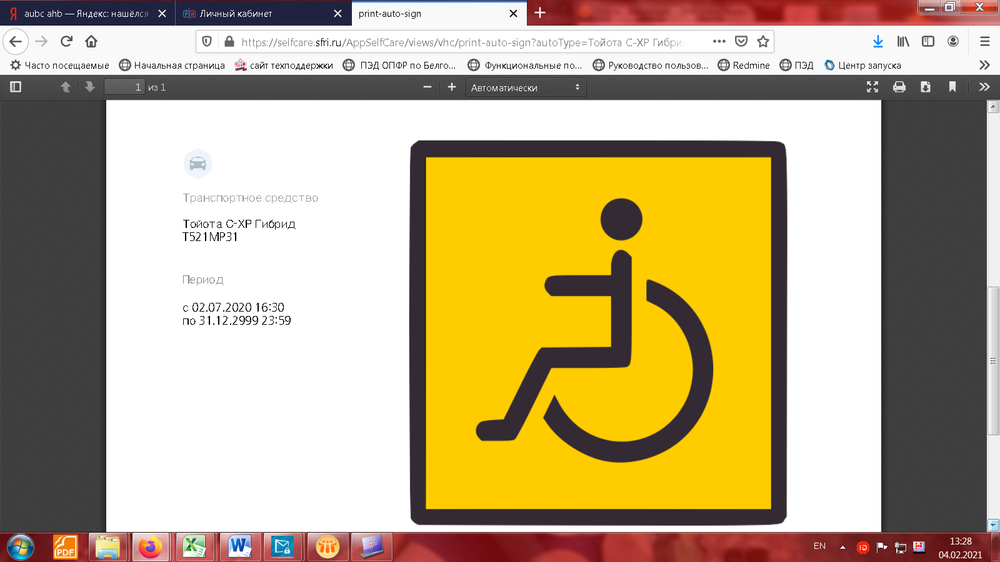 aubc ahb — Яндекс: нашёлся
Личный кабинет
print-auto-sign
https://selfcare.sfri.ru/AppSelfCare/views/vhc/print-auto-sign?autoType=Тойота С-ХР Гибри
Часто посещаемые
Начальная страница
сайт техподдержки
ПЭД ОПФР по Белго...
Функциональные по...
Руководство пользов...
Redmine
ПЭД
Центр запуска
1 из 1
Автоматически
Транспортное средство
Тойота С-ХР Гибрид
Т521МР31
Период
с 02.07.2020 16:30
по 31.12.2999 23:59
PDF
EN
13:28
04.02.2021